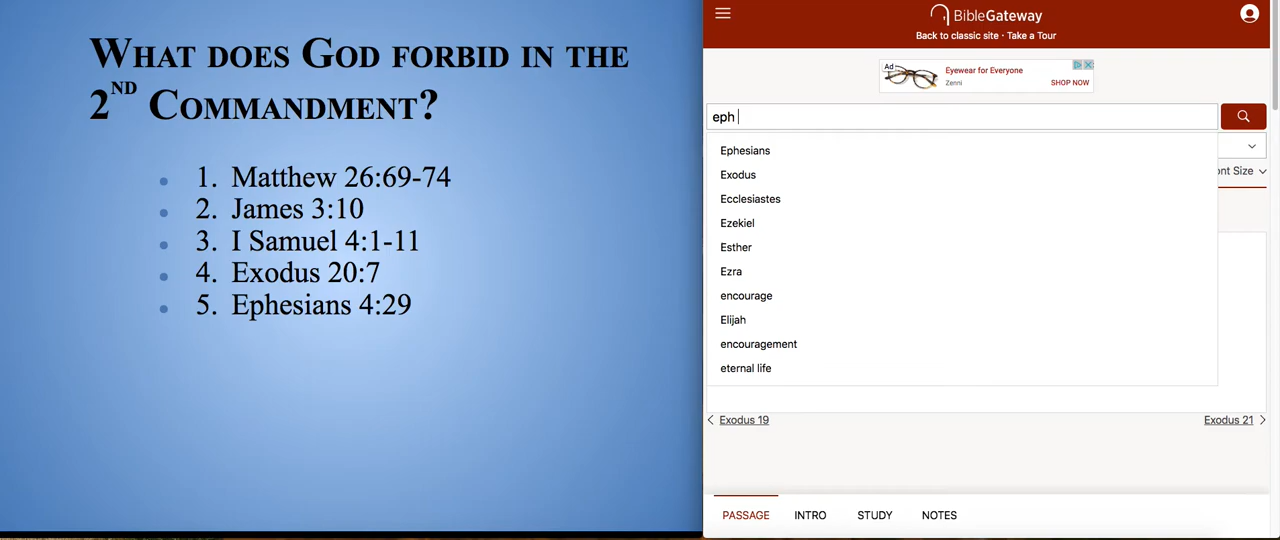 WHAT DOES GOD FORBID IN THE
2ND COMMANDMENT?
1. Matthew 26:69-74
2. James 3:10
3. I Samuel 4:1-11
4. Exodus 20:7
5. Ephesians 4:29
BibleGateway
Back to classic site · Take a Tour
Ad
Eyewear for Everyone
Zenni
SHOP NOW
eph
Ephesians
Exodus
nt Size
Ecclesiastes
Ezekiel
Esther
Ezra
encourage
Elijah
encouragement
eternal life
Exodus 19
Exodus 21
PASSAGE INTRO STUDY NOTES